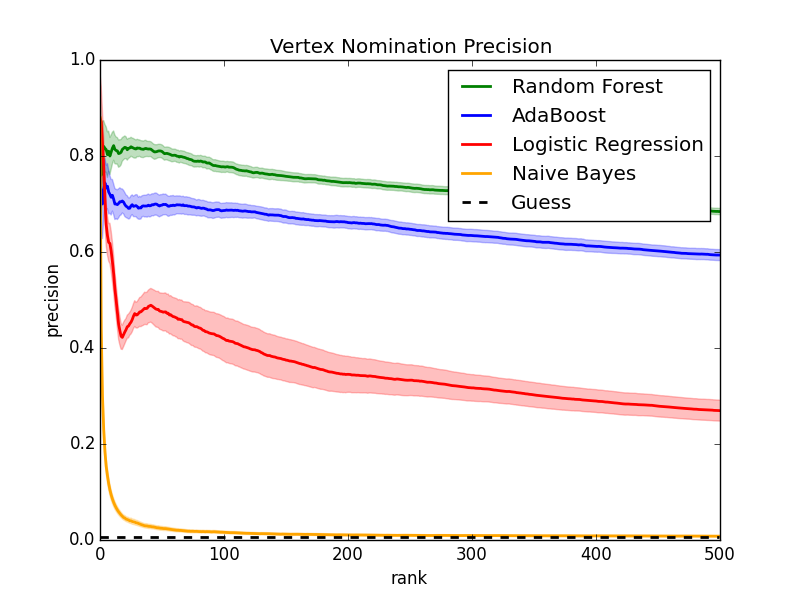 Vertex Nomination Precision
1.0
0.8
0.6
0.4
0.2
0.0
precision
Random Forest
AdaBoost
Logistic Regression
Naive Bayes
Guess
0 100 200 300 400 500
rank